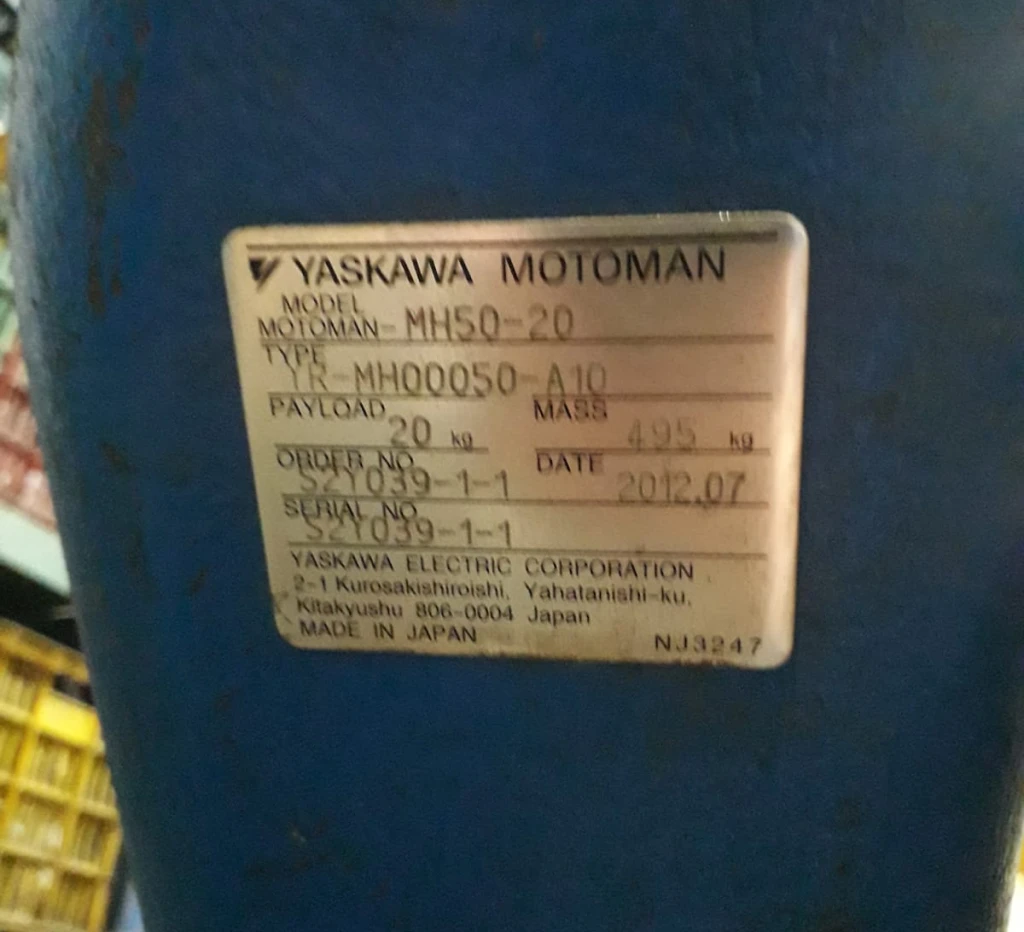 YASKAWA MOTOMAN
MODEL
MOTOMAN-MH50-20
TYPE
YR-MH00050-A10
PAYLOAD 20 kg MASS 495 kg
ORDER NO. S2Y039-1-1 DATE 2012.07
SERIAL NO. S2Y039-1-1
YASKAWA ELECTRIC CORPORATION
2-1 Kurosakishiroishi, Yahatanishi-ku,
Kitakyushu 806-0004 Japan
MADE IN JAPAN NJ3247